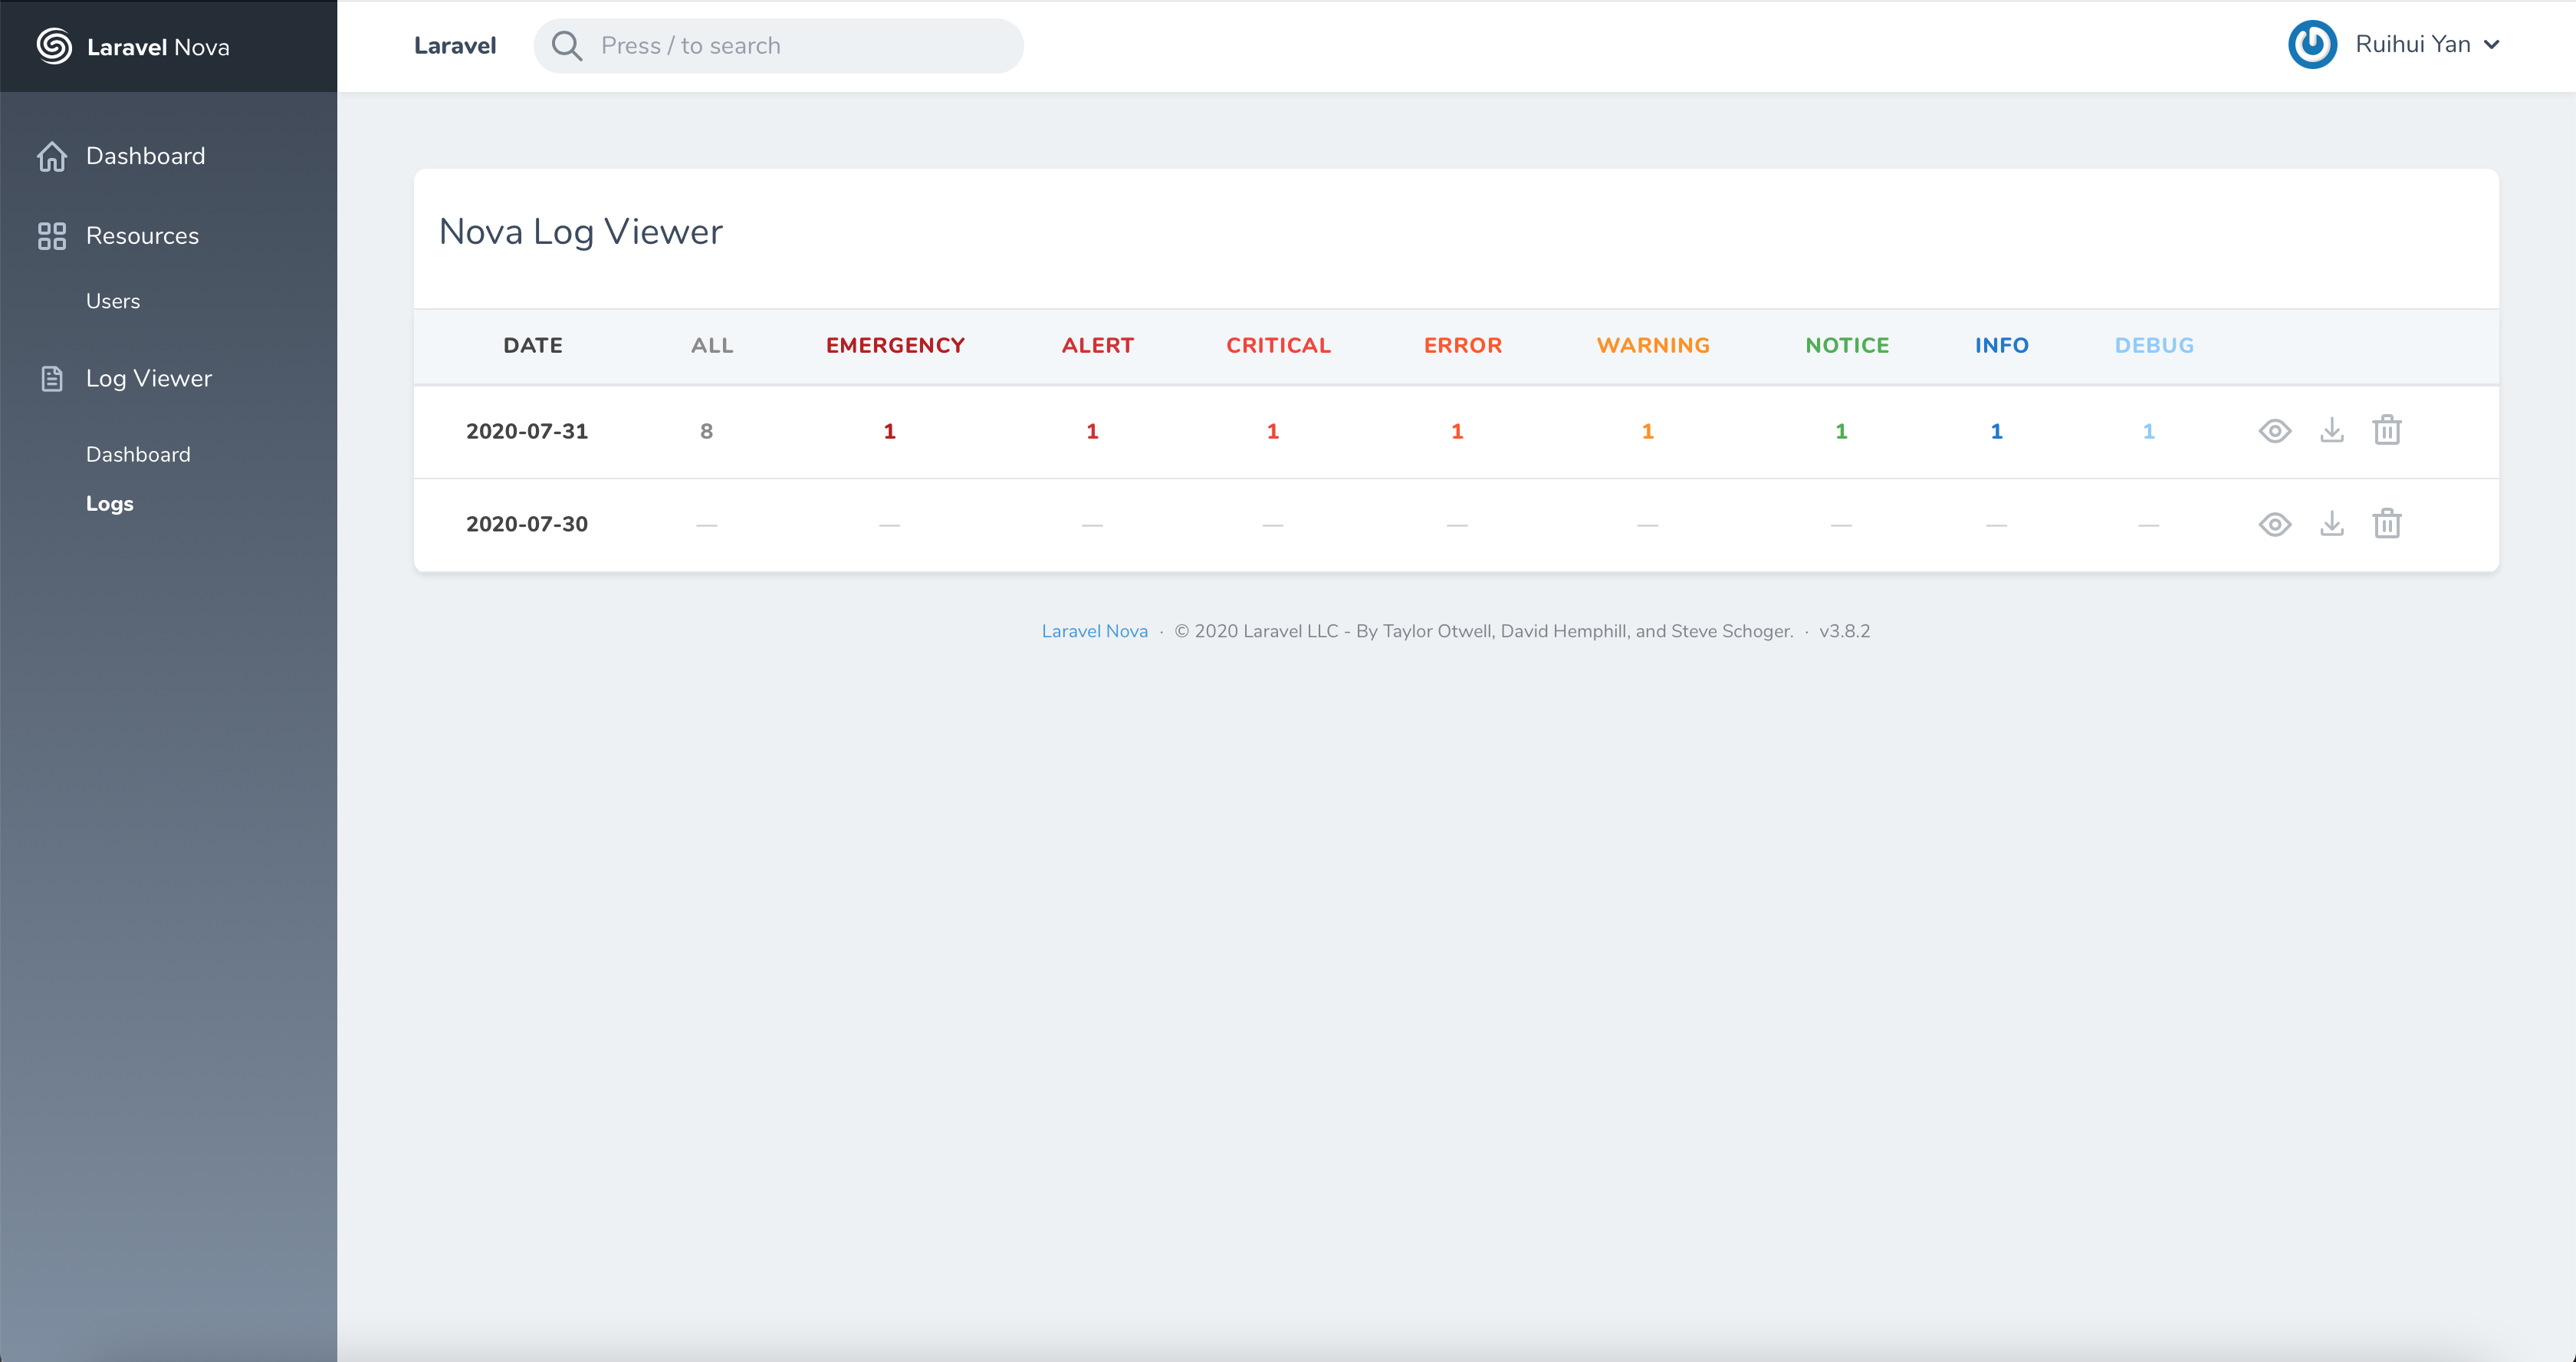 Laravel Nova
Laravel
Press / to search
Ruihui Yan
Dashboard
Resources
Users
Log Viewer
Dashboard
Logs
Nova Log Viewer
DATE ALL EMERGENCY ALERT CRITICAL ERROR WARNING NOTICE INFO DEBUG
2020-07-31 8 1 1 1 1 1 1 1 1
2020-07-30 — — — — — — — — —
Laravel Nova · © 2020 Laravel LLC - By Taylor Otwell, David Hemphill, and Steve Schoger. · v3.8.2